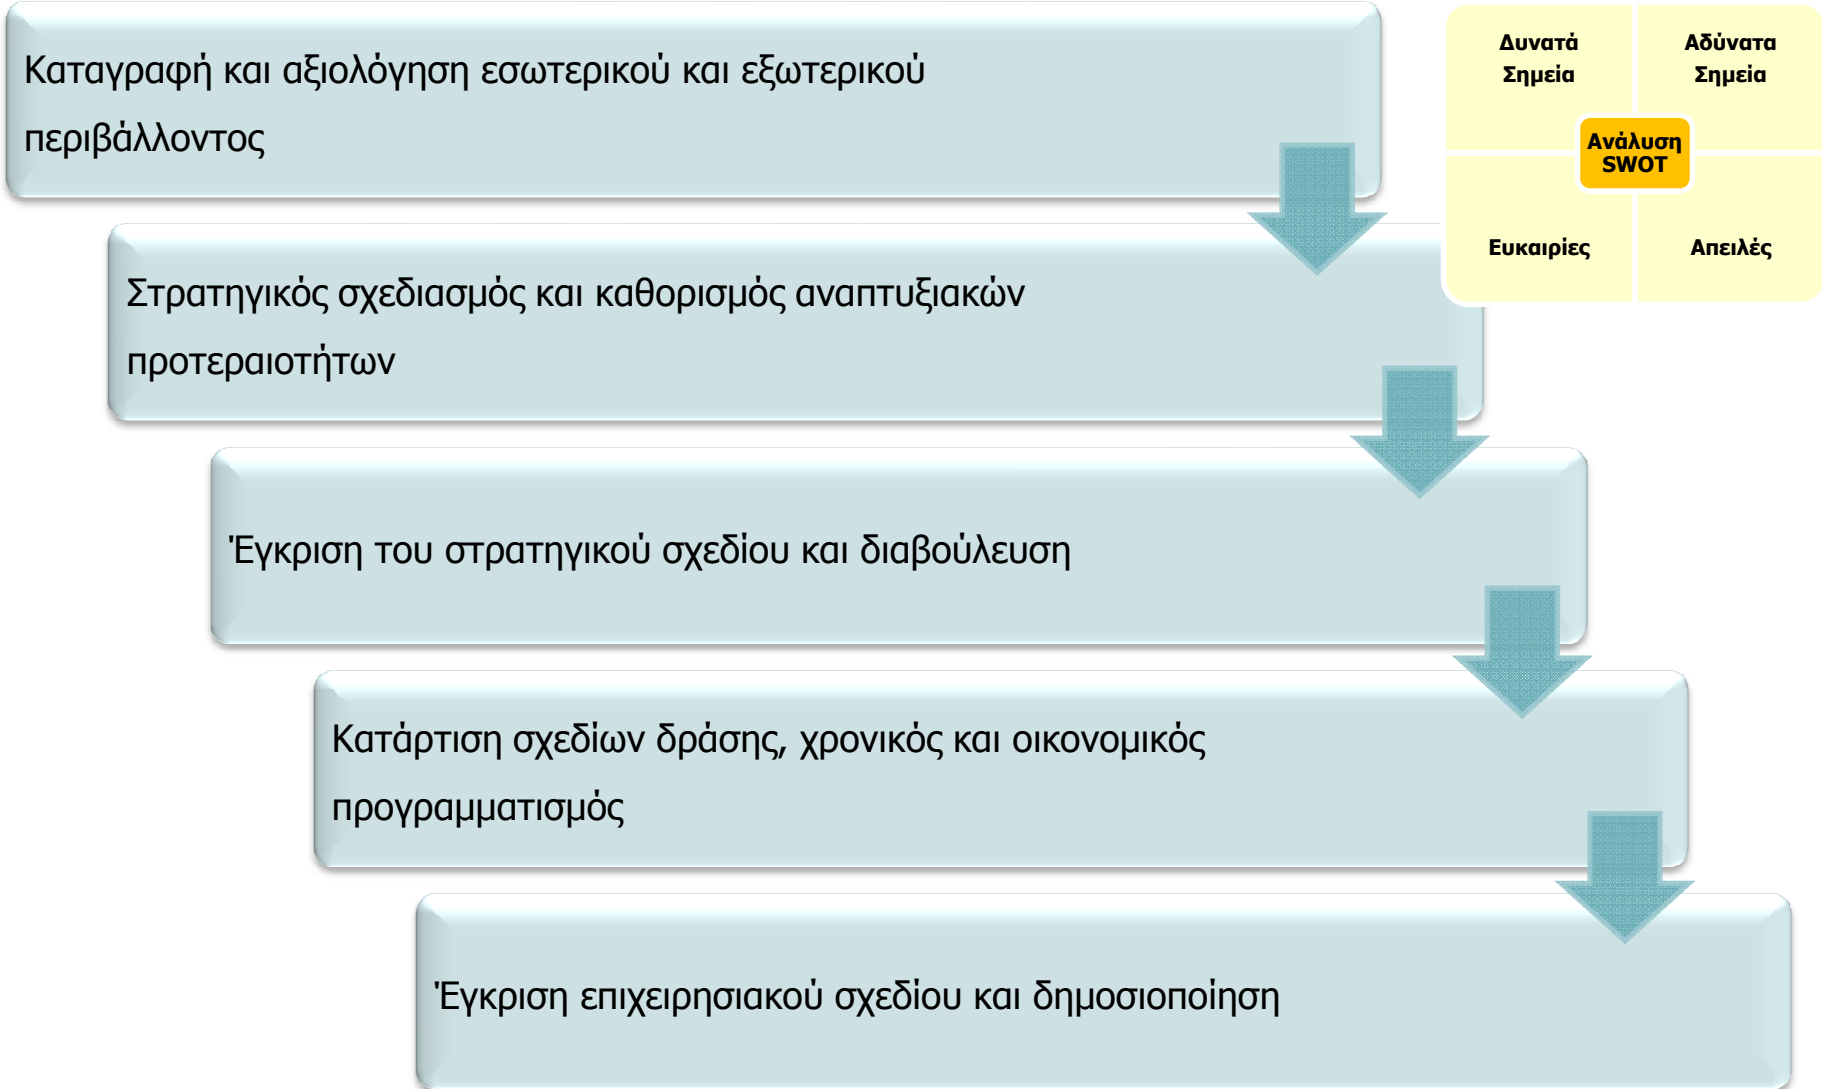 Καταγραφή και αξιολόγηση εσωτερικού και εξωτερικού
περιβάλλοντος
Δυνατά
Σημεία
Αδύνατα
Σημεία
Ανάλυση
SWOT
Ευκαιρίες
Απειλές
Στρατηγικός σχεδιασμός και καθορισμός αναπτυξιακών
προτεραιοτήτων
Έγκριση του στρατηγικού σχεδίου και διαβούλευση
Κατάρτιση σχεδίων δράσης, χρονικός και οικονομικός
προγραμματισμός
Έγκριση επιχειρησιακού σχεδίου και δημοσιοποίηση